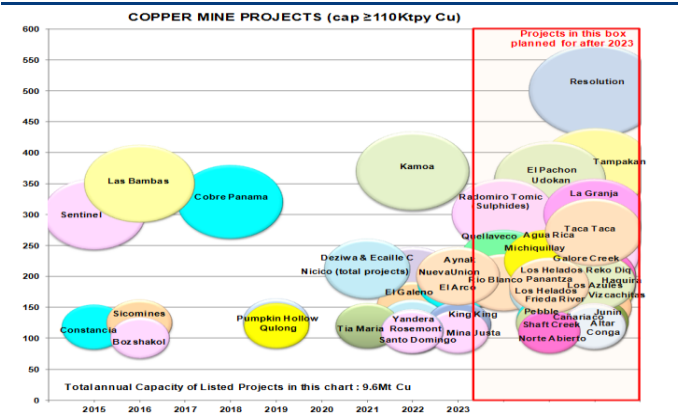 COPPER MINE PROJECTS (cap ≥110Ktpy Cu)
Projects in this box
planned for after 2023
600
550
500
450
400
350
300
250
200
150
100
50
0
Resolution
Tampakan
Kamoa
El Pachon
Udokan
Las Bambas
Cobre Panama
Sentinel
Radomiro Tomic
Sulphides)
La Granja
Taca Taca
Quellaveco
Agua Rica
Michiquillay
Galore Creek
Deziwa & Ecaille C
Nicico (total projects)
Aynak
NuevaUnion
El Arco
El Galeno
Rio Blanco
Los Helados
Reko Diq
Panantza
Haquira
Los Helados
Los Azules
Frieda River
Vizcachitas
Constancia
Sicomines
Bozshakol
Pumpkin Hollow
Qulong
Tia Maria
Yandera
Rosemont
Santo Domingo
King King
Mina Justa
Pebble
Canariaco
Junin
Shaft Creek
Altar
Norte Abierto
Conga
Total annual Capacity of Listed Projects in this chart : 9.6Mt Cu
2015 2016 2017 2018 2019 2020 2021 2022 2023